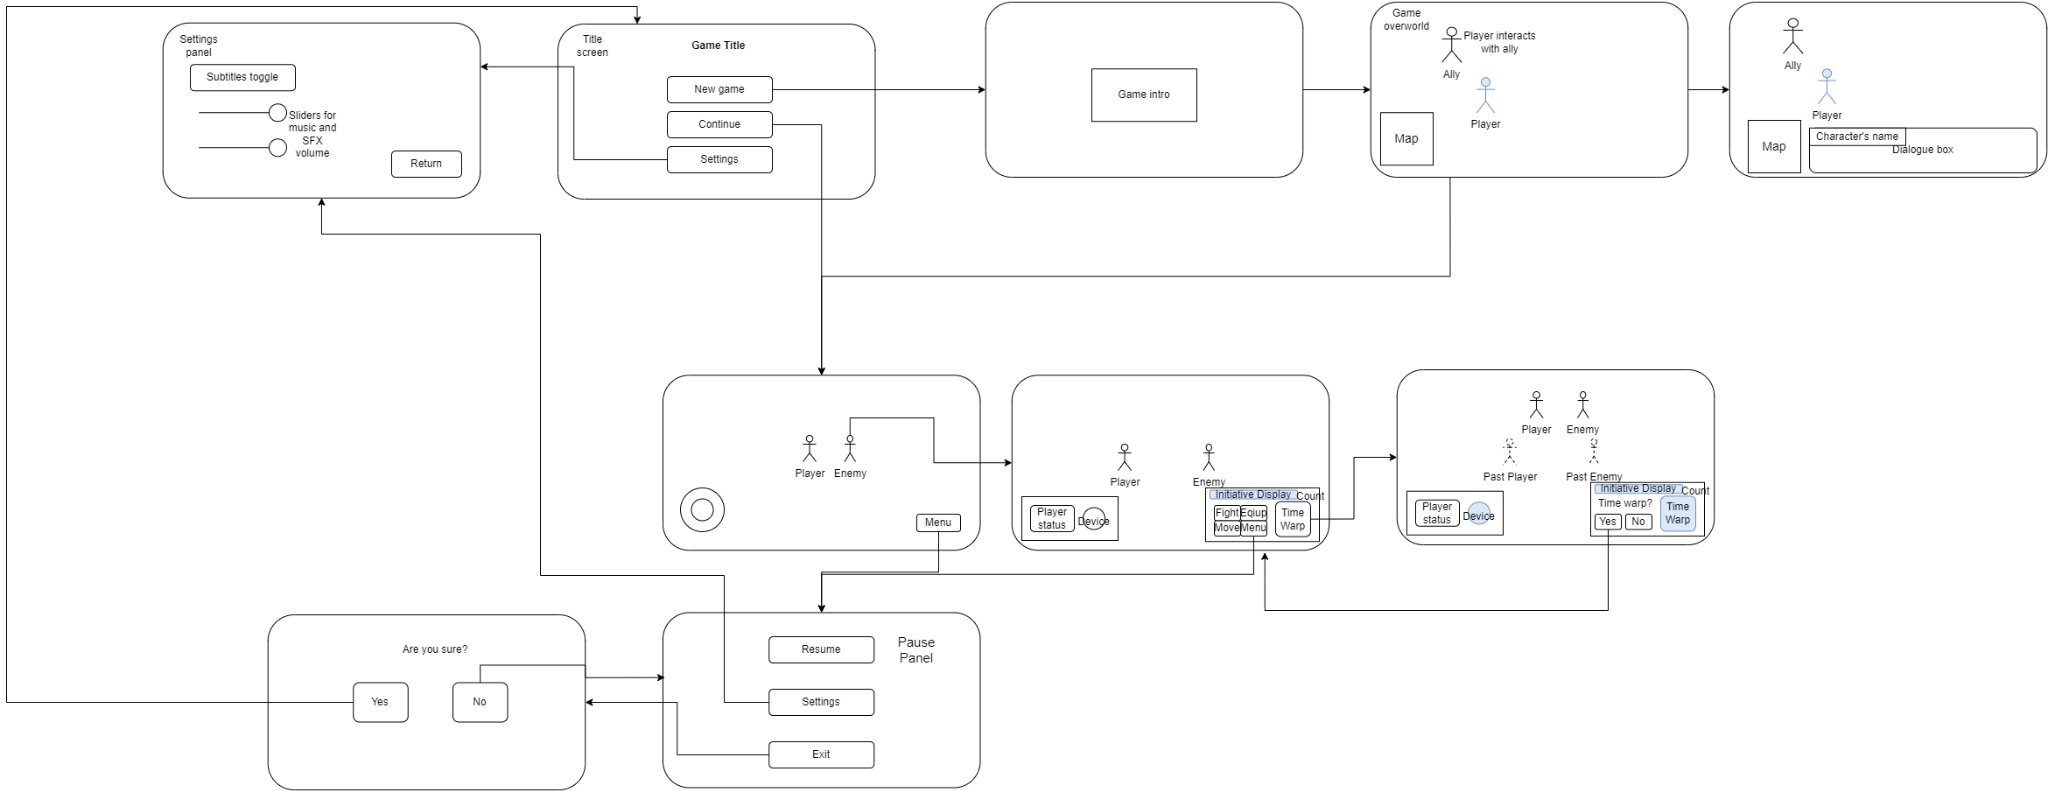 Settings
panel
Subtitles toggle
Sliders for
music and
SFX
volume
Return
Title
screen
Game Title
New game
Continue
Settings
Game intro
Game
overworld
Player interacts
with ally
Ally
Player
Map
Ally
Player
Map
Character's name
Dialogue box
Player
Enemy
Menu
Player
Enemy
Player
status
Device
Initiative Display
Count
Fight
Eqiup
Move
Menu
Time
Warp
Player
Enemy
Past Player
Past Enemy
Player
status
Device
Initiative Display
Count
Time warp?
Yes
No
Time
Warp
Are you sure?
Yes
No
Resume
Pause
Panel
Settings
Exit